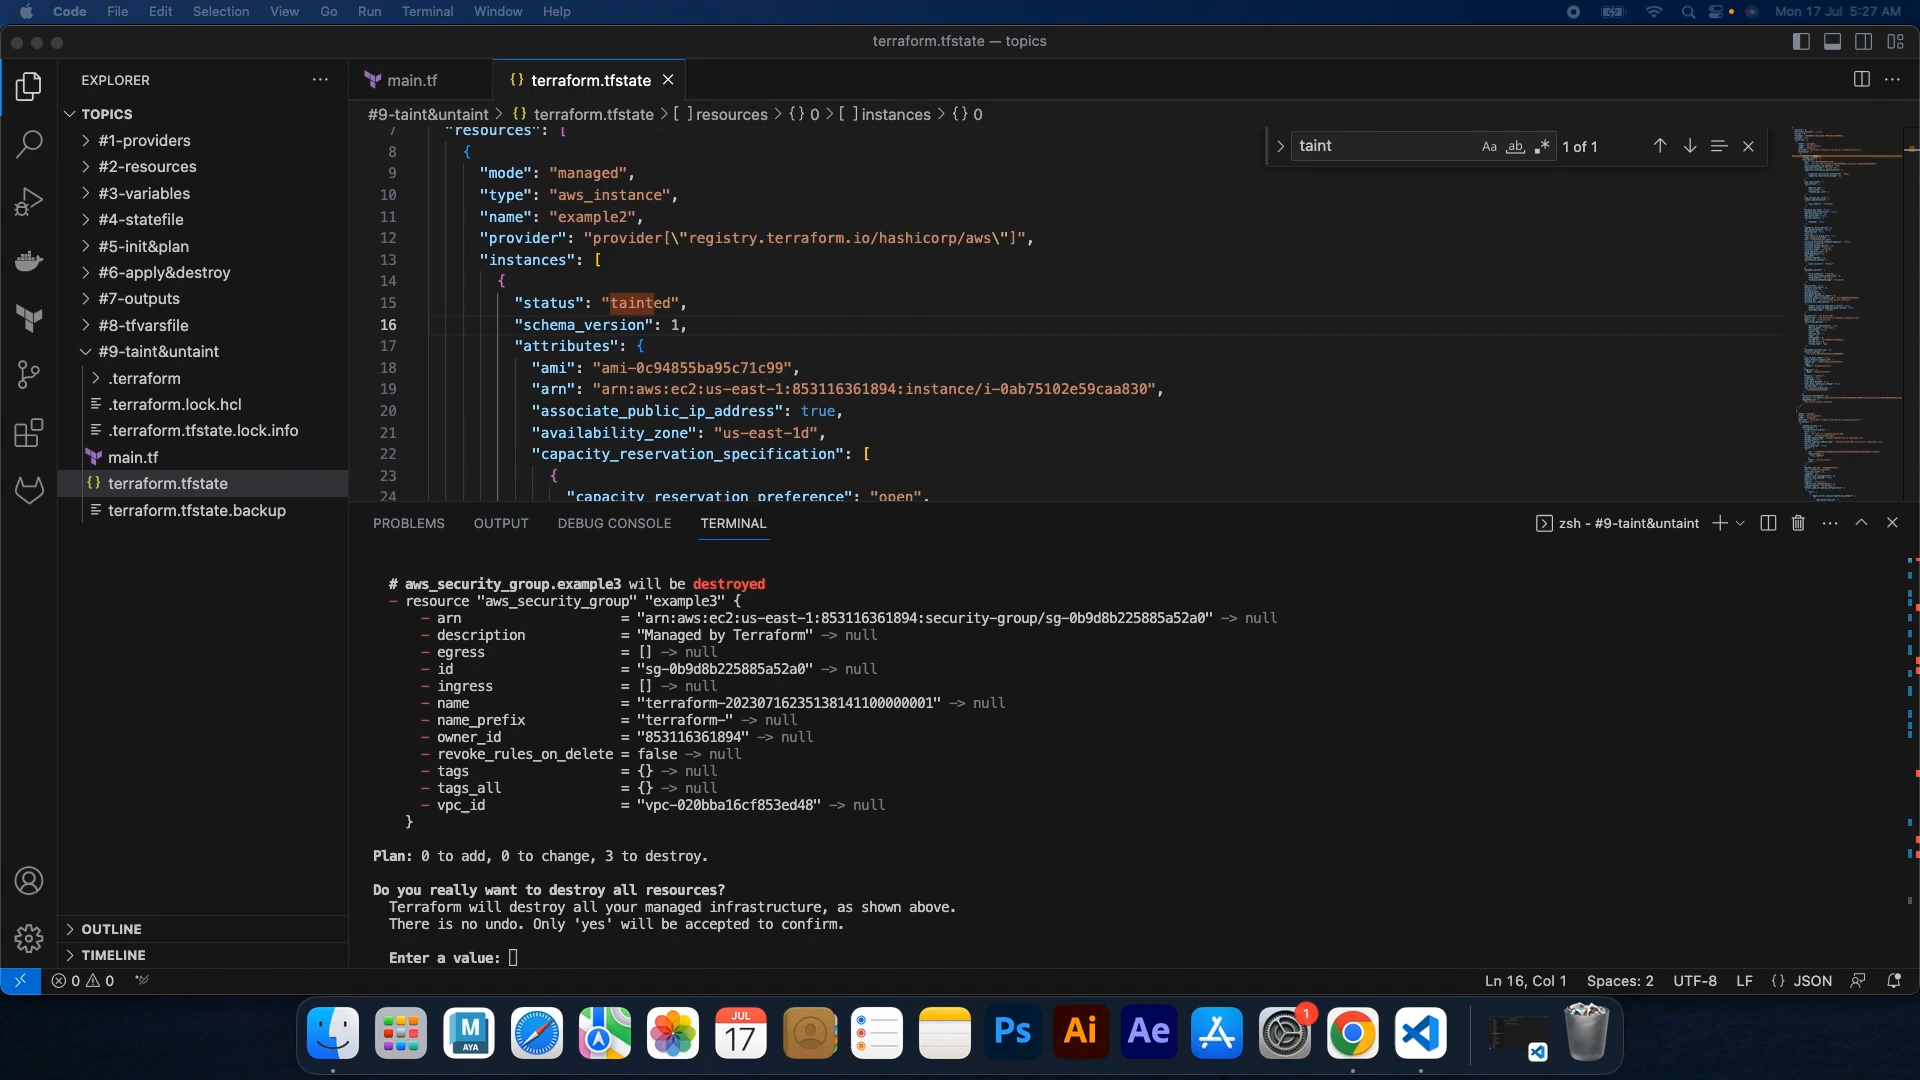 Code File Edit Selection View Go Run Terminal Window Help Mon 17 Jul 5:27 AM
terraform.tfstate — topics
EXPLORER
TOPICS
#1-providers
#2-resources
#3-variables
#4-statefile
#5-init&plan
#6-apply&destroy
#7-outputs
#8-tfvarsfile
#9-taint&untaint
.terraform
.terraform.lock.hcl
.terraform.tfstate.lock.info
main.tf
{} terraform.tfstate
terraform.tfstate.backup
OUTLINE
TIMELINE
main.tf {} terraform.tfstate
#9-taint&untaint > {} terraform.tfstate > [ ] resources > {} 0 > [ ] instances > {} 0
taint Aa ab .* 1 of 1
7 "resources": [
8 {
9 "mode": "managed",
10 "type": "aws_instance",
11 "name": "example2",
12 "provider": "provider[\"registry.terraform.io/hashicorp/aws\"]",
13 "instances": [
14 {
15 "status": "tainted",
16 "schema_version": 1,
17 "attributes": {
18 "ami": "ami-0c94855ba95c71c99",
19 "arn": "arn:aws:ec2:us-east-1:853116361894:instance/i-0ab75102e59caa830",
20 "associate_public_ip_address": true,
21 "availability_zone": "us-east-1d",
22 "capacity_reservation_specification": [
23 {
24 "capacity_reservation_preference": "open",
PROBLEMS OUTPUT DEBUG CONSOLE TERMINAL zsh - #9-taint&untaint
# aws_security_group.example3 will be destroyed
- resource "aws_security_group" "example3" {
- arn = "arn:aws:ec2:us-east-1:853116361894:security-group/sg-0b9d8b225885a52a0" -> null
- description = "Managed by Terraform" -> null
- egress = [] -> null
- id = "sg-0b9d8b225885a52a0" -> null
- ingress = [] -> null
- name = "terraform-20230716235138141100000001" -> null
- name_prefix = "terraform-" -> null
- owner_id = "853116361894" -> null
- revoke_rules_on_delete = false -> null
- tags = {} -> null
- tags_all = {} -> null
- vpc_id = "vpc-020bba16cf853ed48" -> null
}
Plan: 0 to add, 0 to change, 3 to destroy.
Do you really want to destroy all resources?
Terraform will destroy all your managed infrastructure, as shown above.
There is no undo. Only 'yes' will be accepted to confirm.
Enter a value:
0 0 Ln 16, Col 1 Spaces: 2 UTF-8 LF {} JSON
M AYA JUL 17 Ps Ai Ae 1